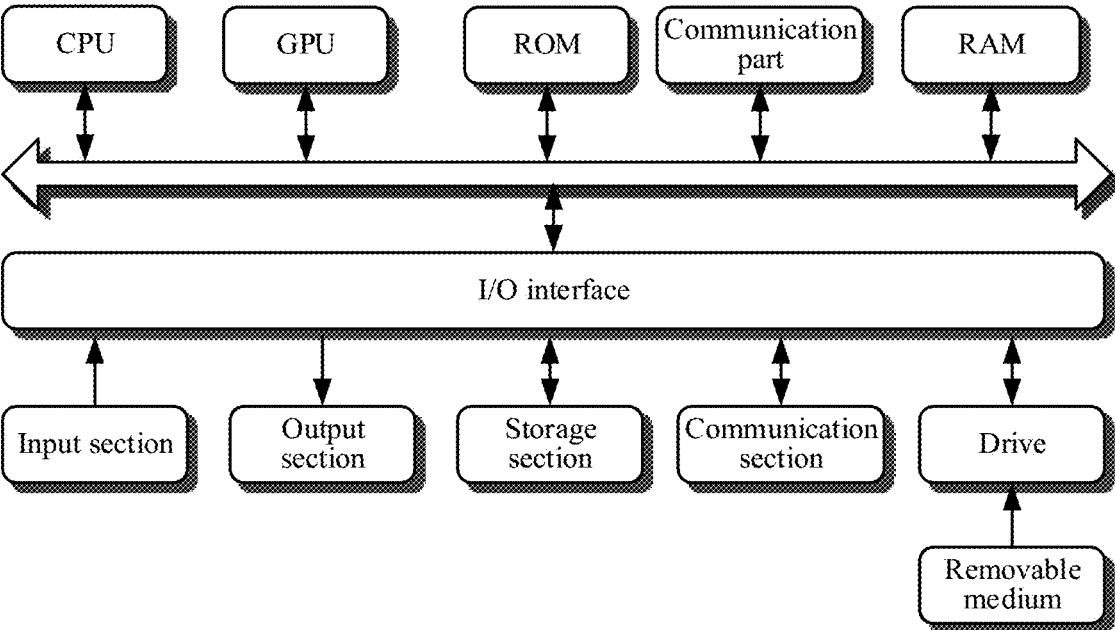 CPU
GPU
ROM
Communication
part
RAM
I/O interface
Input section
Output
section
Storage
section
Communication
section
Drive
Removable
medium